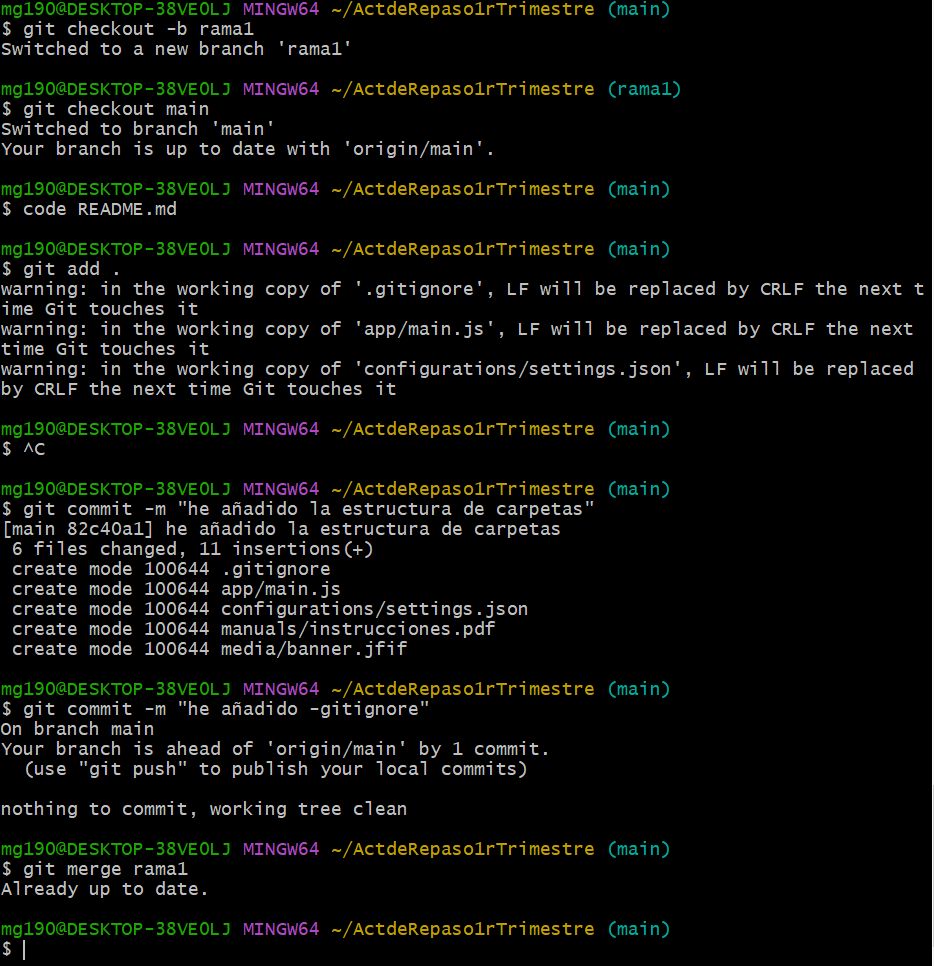 mg190@DESKTOP-38VE0LJ MINGW64 ~/ActdeRepaso1rTrimestre (main)
$ git checkout -b rama1
Switched to a new branch 'rama1'
mg190@DESKTOP-38VE0LJ MINGW64 ~/ActdeRepaso1rTrimestre (rama1)
$ git checkout main
Switched to branch 'main'
Your branch is up to date with 'origin/main'.
mg190@DESKTOP-38VE0LJ MINGW64 ~/ActdeRepaso1rTrimestre (main)
$ code README.md
mg190@DESKTOP-38VE0LJ MINGW64 ~/ActdeRepaso1rTrimestre (main)
$ git add .
warning: in the working copy of '.gitignore', LF will be replaced by CRLF the next t
ime Git touches it
warning: in the working copy of 'app/main.js', LF will be replaced by CRLF the next
time Git touches it
warning: in the working copy of 'configurations/settings.json', LF will be replaced
by CRLF the next time Git touches it
mg190@DESKTOP-38VE0LJ MINGW64 ~/ActdeRepaso1rTrimestre (main)
$ ^C
mg190@DESKTOP-38VE0LJ MINGW64 ~/ActdeRepaso1rTrimestre (main)
$ git commit -m "he añadido la estructura de carpetas"
[main 82c40a1] he añadido la estructura de carpetas
 6 files changed, 11 insertions(+)
 create mode 100644 .gitignore
 create mode 100644 app/main.js
 create mode 100644 configurations/settings.json
 create mode 100644 manuals/instrucciones.pdf
 create mode 100644 media/banner.jfif
mg190@DESKTOP-38VE0LJ MINGW64 ~/ActdeRepaso1rTrimestre (main)
$ git commit -m "he añadido -gitignore"
On branch main
Your branch is ahead of 'origin/main' by 1 commit.
  (use "git push" to publish your local commits)
nothing to commit, working tree clean
mg190@DESKTOP-38VE0LJ MINGW64 ~/ActdeRepaso1rTrimestre (main)
$ git merge rama1
Already up to date.
mg190@DESKTOP-38VE0LJ MINGW64 ~/ActdeRepaso1rTrimestre (main)
$